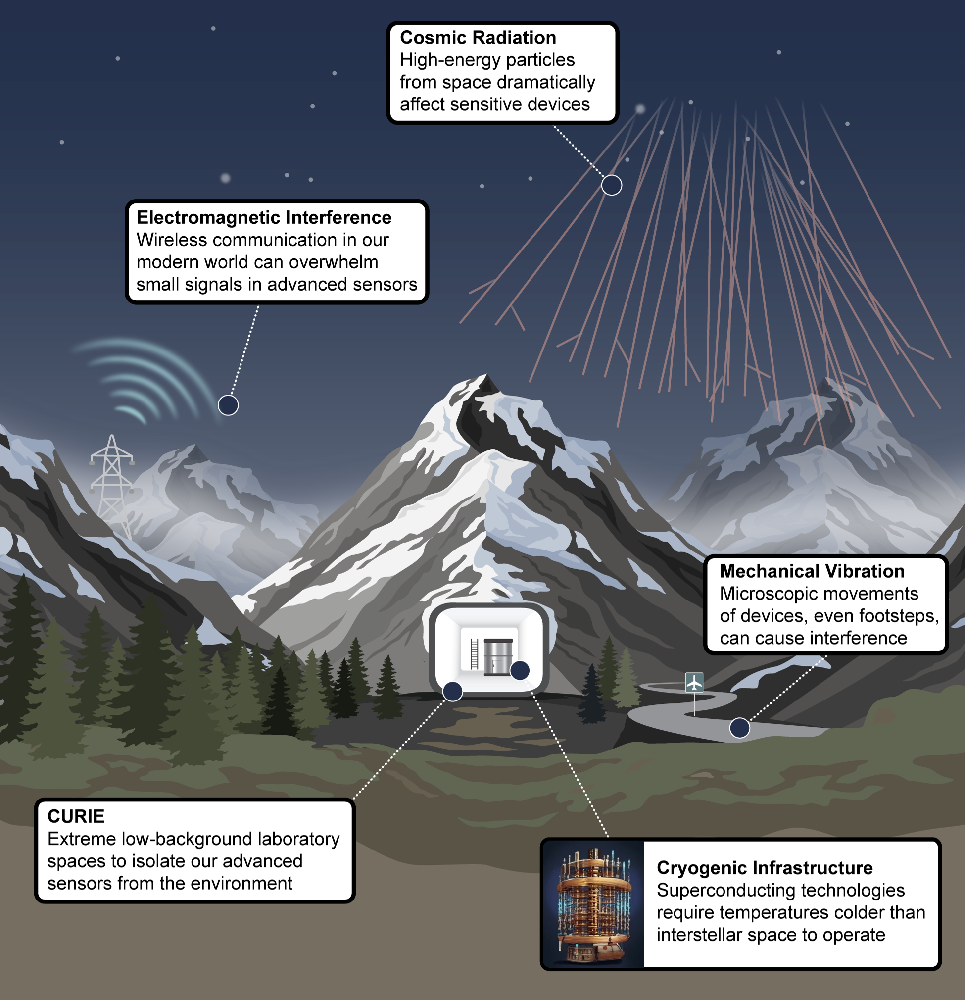 Cosmic Radiation
High-energy particles
from space dramatically
affect sensitive devices
Electromagnetic Interference
Wireless communication in our
modern world can overwhelm
small signals in advanced sensors
Mechanical Vibration
Microscopic movements
of devices, even footsteps,
can cause interference
CURIE
Extreme low-background laboratory
spaces to isolate our advanced
sensors from the environment
Cryogenic Infrastructure
Superconducting technologies
require temperatures colder than
interstellar space to operate